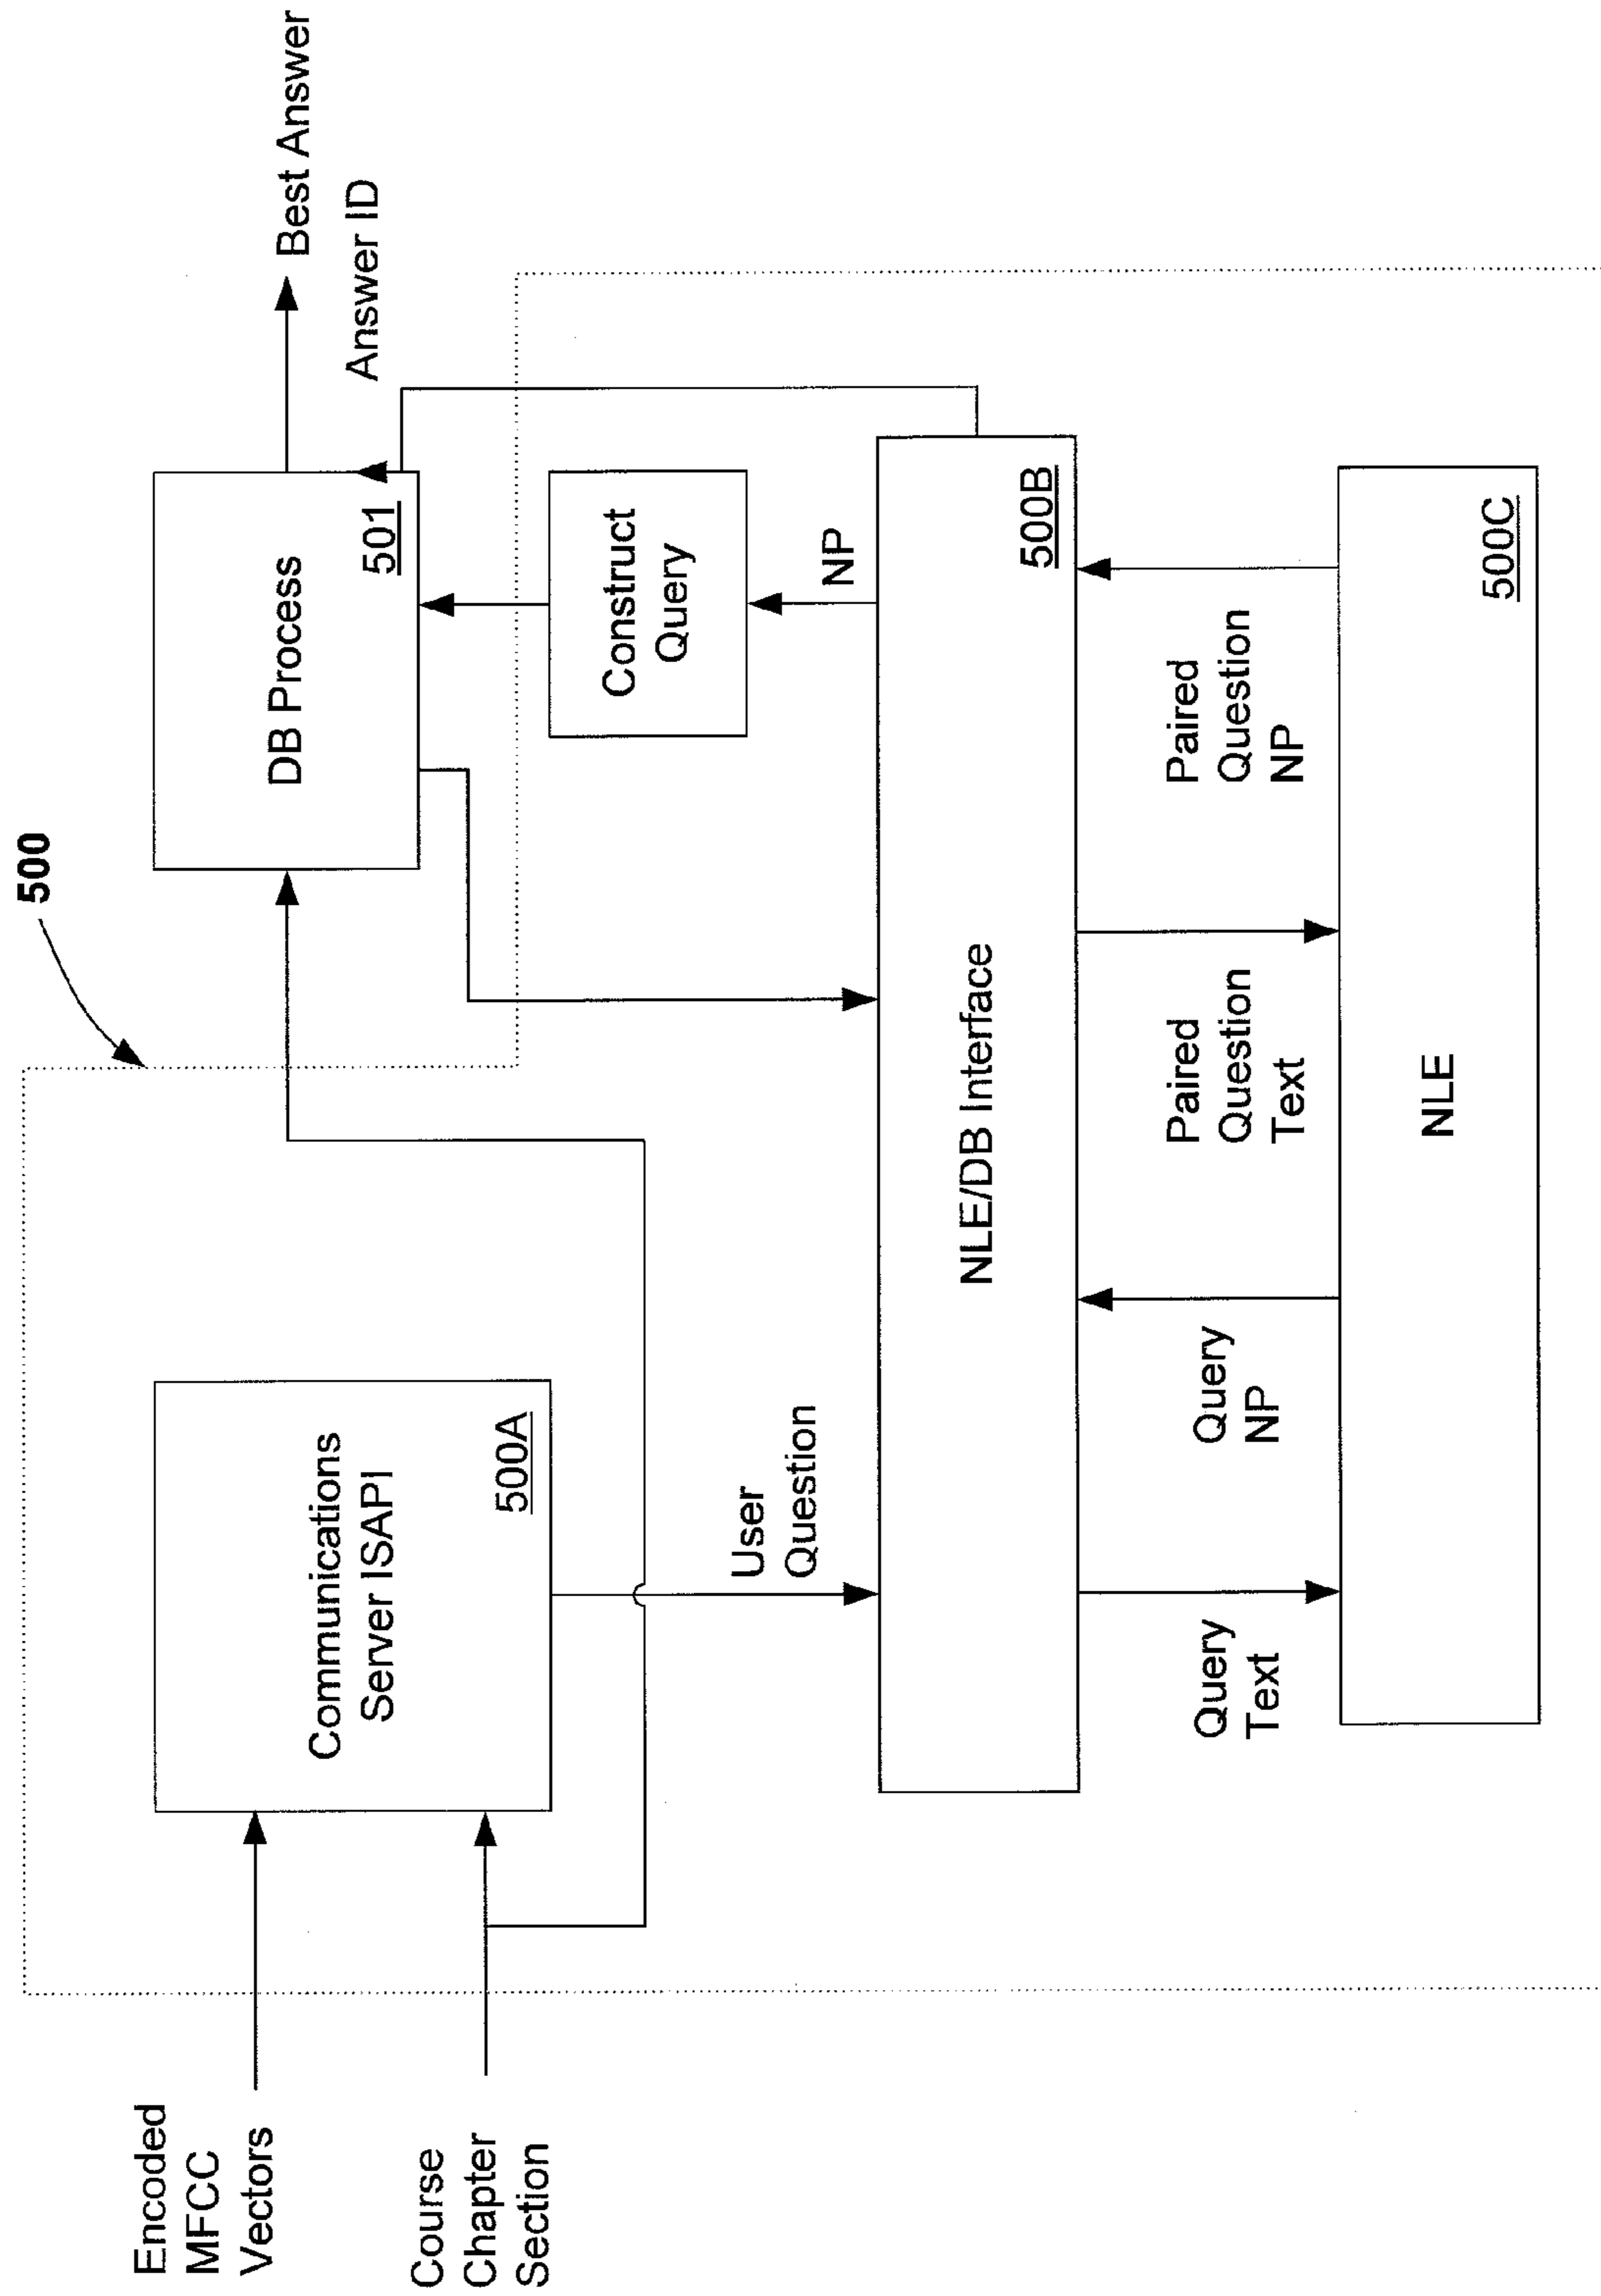 500
Encoded
MFCC
Vectors
Course
Chapter
Section
Communications
Server ISAPI
500A
DB Process
501
Best Answer
Answer ID
Construct
Query
NP
User
Question
NLE/DB Interface
500B
Query
Text
Query
NP
Paired
Question
Text
Paired
Question
NP
NLE
500C